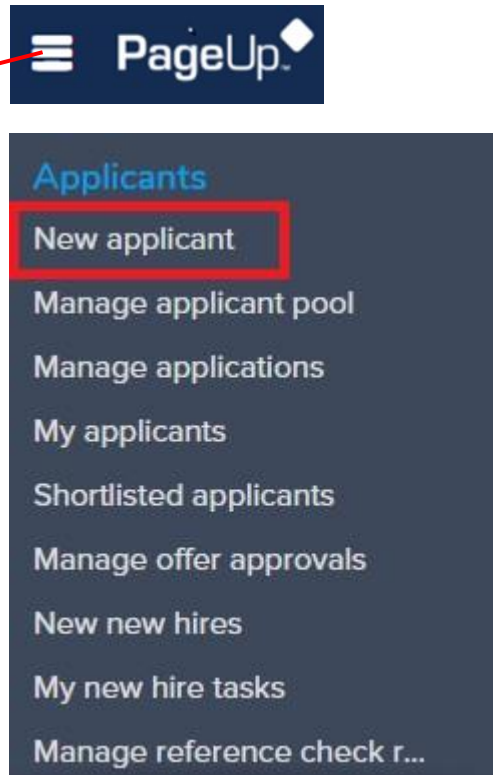 PageUp™
Applicants
New applicant
Manage applicant pool
Manage applications
My applicants
Shortlisted applicants
Manage offer approvals
New new hires
My new hire tasks
Manage reference check r...